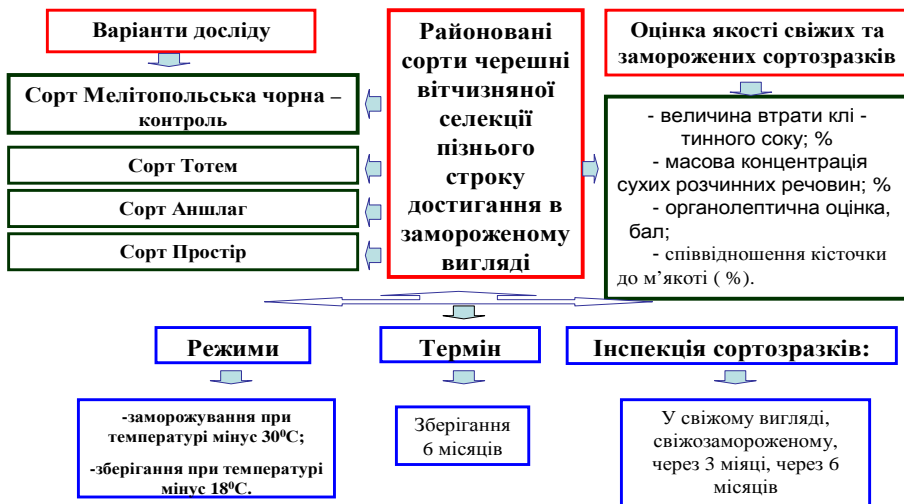 Варіанти досліду
Сорт Мелітопольська чорна –
контроль
Сорт Тотем
Сорт Аншлаг
Сорт Простір
Районовані
сорти черешні
вітчизняної
селекції
пізнього
строку
достигання в
замороженому
вигляді
Оцінка якості свіжих та
заморожених сортозразків
- величина втрати клі -
тинного соку; %
- масова концентрація
сухих розчинних речовин; %
- органолептична оцінка,
бал;
- співвідношення кісточки
до м’якоті ( %).
Режими
-заморожування при
температурі мінус 30⁰С;
-зберігання при температурі
мінус 18⁰С.
Термін
Зберігання
6 місяців
Інспекція сортозразків:
У свіжому вигляді,
свіжозамороженому,
через 3 міяці, через 6
місяців